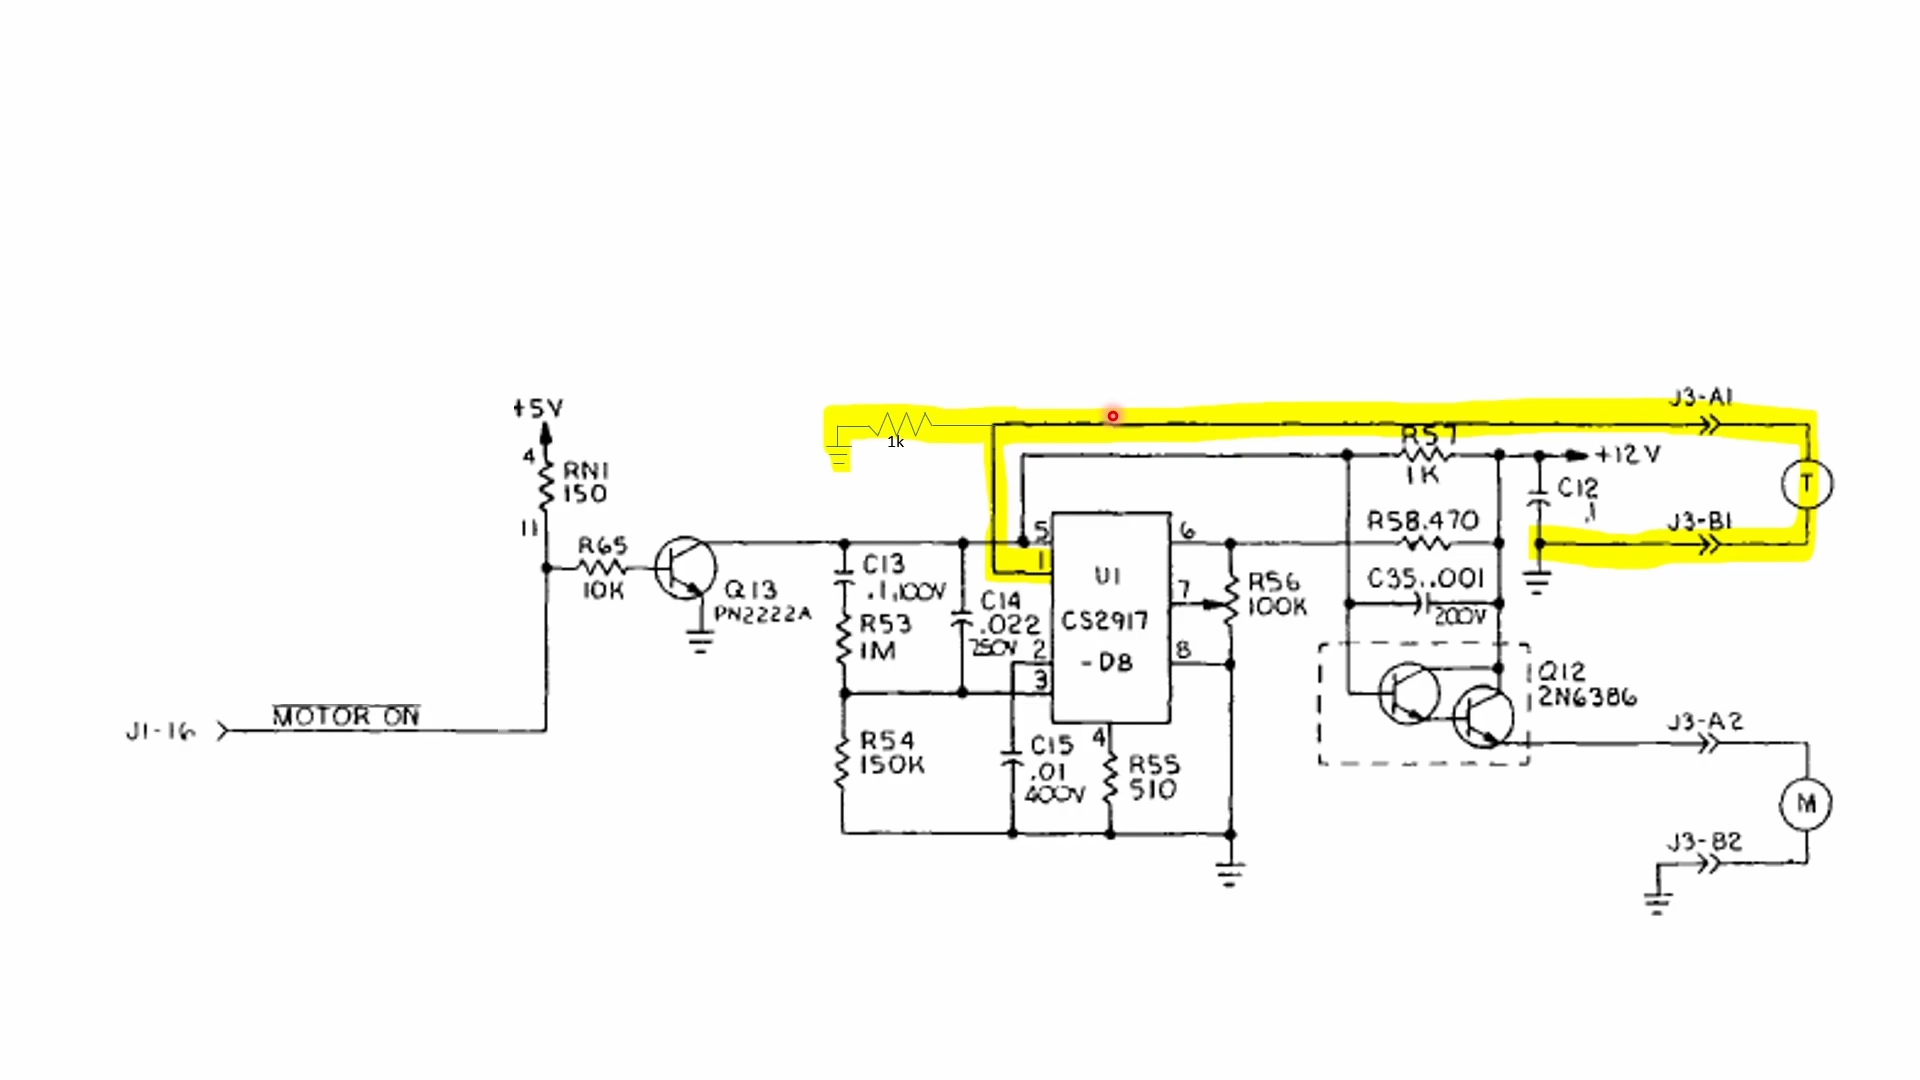 J3-A1
+5V
R57
1k
4
+12V
1K
RN1
150
C12
.1
T
11
R58.470
J3-B1
5
6
R65
1
C13
.1,100V
U1
C35..001
10K
Q13
PN2222A
C14
.022
250V
7
R56
100K
200V
CS2917
R53
1M
2
-D8
8
3
Q12
2N6386
J1-16
MOTOR ON
J3-A2
R54
150K
4
C15
.01
400V
R55
510
M
J3-B2